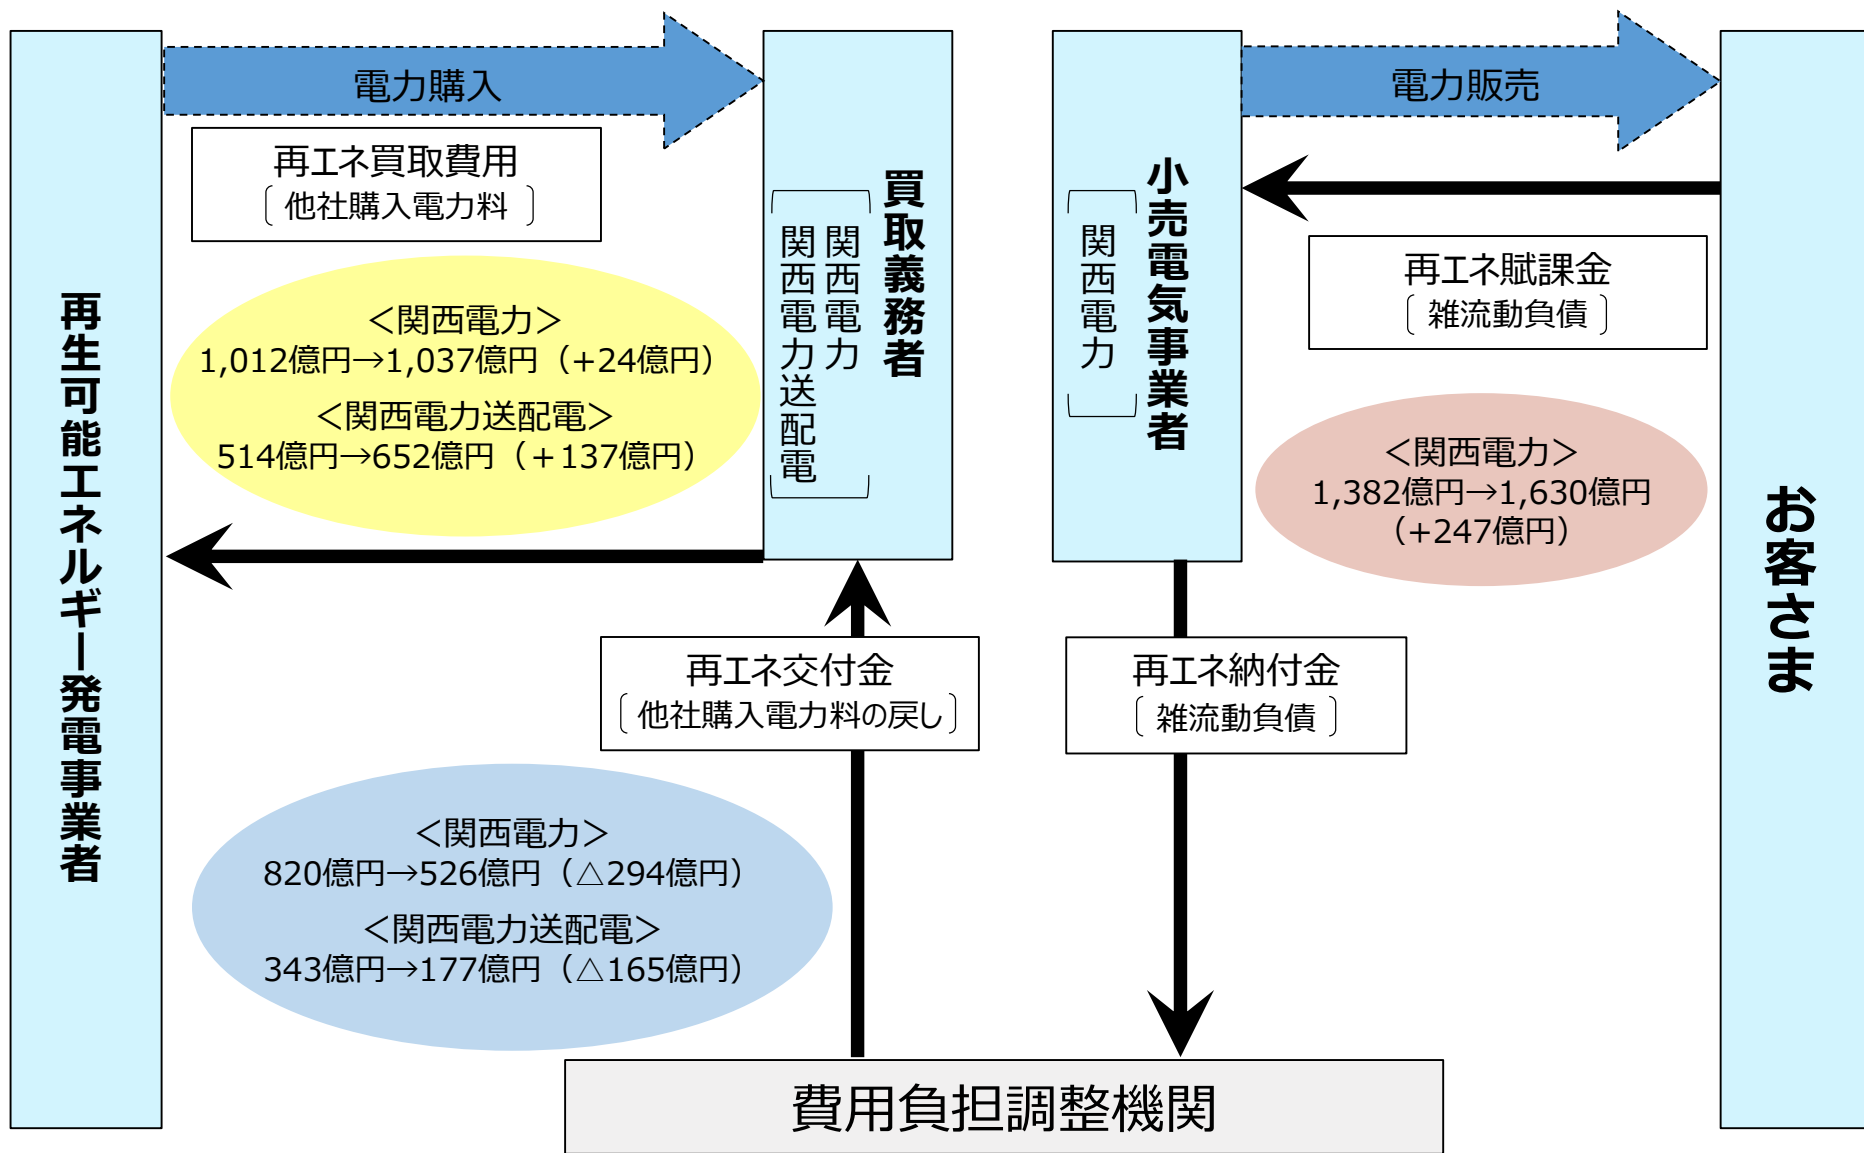 再生可能エネルギー発電事業者
電力購入
再エネ買取費用
〔 他社購入電力料 〕
＜関西電力＞
1,012億円→1,037億円（+24億円）
＜関西電力送配電＞
514億円→652億円（＋137億円）
買取義務者
関西電力
関西電力送配電
小売電気事業者
関西電力
電力販売
再エネ賦課金
〔 雑流動負債 〕
＜関西電力＞
1,382億円→1,630億円
（+247億円）
お客さま
再エネ交付金
〔 他社購入電力料の戻し 〕
＜関西電力＞
820億円→526億円（△294億円）
＜関西電力送配電＞
343億円→177億円（△165億円）
再エネ納付金
〔 雑流動負債 〕
費用負担調整機関